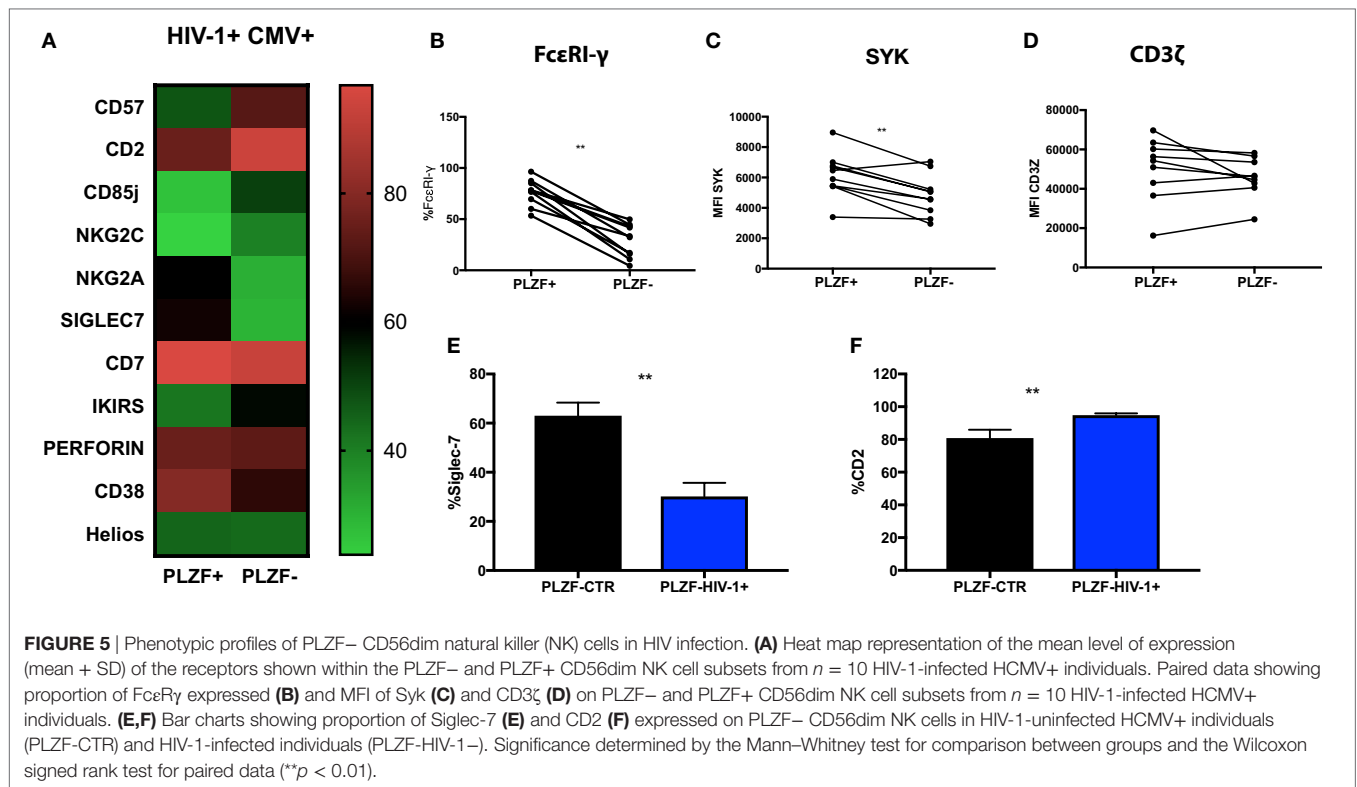 A
HIV-1+ CMV+
CD57
CD2
CD85j
NKG2C
NKG2A
SIGLEC7
CD7
IKIRS
PERFORIN
CD38
Helios
PLZF+ PLZF-
80
60
40
B
FcεRI-γ
%FcεRI-γ
150
100
50
0
**
PLZF+ PLZF-
C
SYK
MFI SYK
10000
8000
6000
4000
2000
0
**
PLZF+ PLZF-
D
CD3ζ
MFI CD3Z
80000
60000
40000
20000
0
PLZF+ PLZF-
E
%Siglec-7
80
60
40
20
0
**
PLZF-CTR PLZF-HIV-1+
F
%CD2
120
100
80
60
40
20
0
**
PLZF-CTR PLZF-HIV-1+
FIGURE 5 | Phenotypic profiles of PLZF− CD56dim natural killer (NK) cells in HIV infection. (A) Heat map representation of the mean level of expression
(mean + SD) of the receptors shown within the PLZF− and PLZF+ CD56dim NK cell subsets from n = 10 HIV-1-infected HCMV+ individuals. Paired data showing
proportion of FcεRγ expressed (B) and MFI of Syk (C) and CD3ζ (D) on PLZF− and PLZF+ CD56dim NK cell subsets from n = 10 HIV-1-infected HCMV+
individuals. (E,F) Bar charts showing proportion of Siglec-7 (E) and CD2 (F) expressed on PLZF− CD56dim NK cells in HIV-1-uninfected HCMV+ individuals
(PLZF-CTR) and HIV-1-infected individuals (PLZF-HIV-1−). Significance determined by the Mann–Whitney test for comparison between groups and the Wilcoxon
signed rank test for paired data (**p < 0.01).